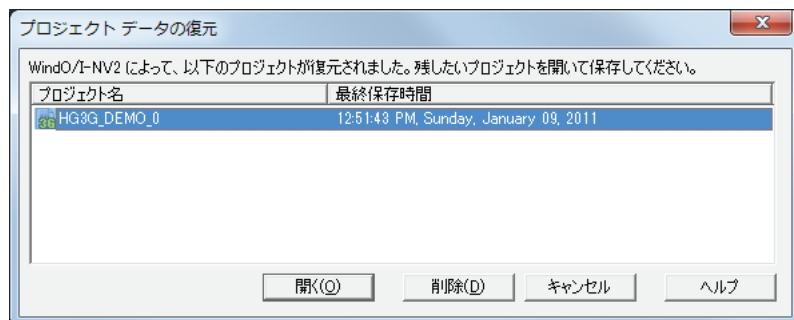 プロジェクト データの復元
WindO/I-NV2 によって、以下のプロジェクトが復元されました。残したいプロジェクトを開いて保存してください。
プロジェクト名 最終保存時間
HG3G_DEMO_0 12:51:43 PM, Sunday, January 09, 2011
開く(O) 削除(D) キャンセル ヘルプ